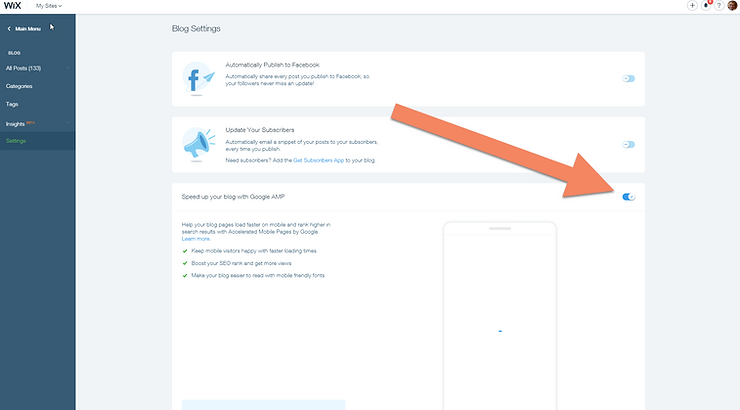 WiX My Sites ?
Main Menu
Blog Settings
BLOG
All Posts (133)
Categories
Tags
Insights BETA
Settings
Automatically Publish to Facebook
Automatically share every post you publish to Facebook, so
your followers never miss an update!
Update Your Subscribers
Automatically email a snippet of your posts to your subscribers,
every time you publish.
Need subscribers? Add the Get Subscribers App to your blog.
Speed up your blog with Google AMP
Help your blog pages load faster on mobile and rank higher in
search results with Accelerated Mobile Pages by Google.
Learn more.
Keep mobile visitors happy with faster loading times
Boost your SEO rank and get more views
Make your blog easier to read with mobile friendly fonts